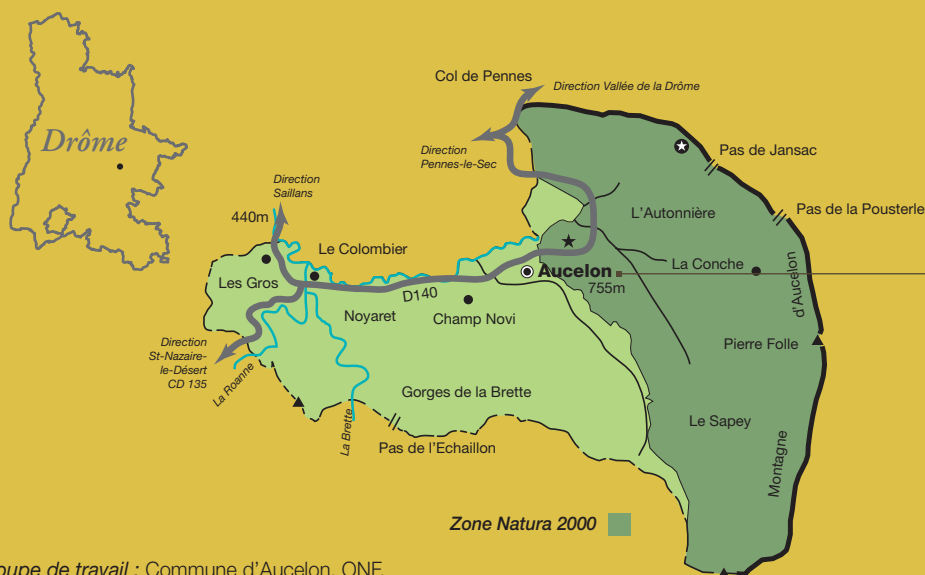 Drôme
Col de Pennes
Direction Vallée de la Drôme
Direction
Pennes-le-Sec
Pas de Jansac
Direction
Saillans
440m
L'Autonnière
Pas de la Pousterle
Le Colombier
Les Gros
La Conche
Aucelon
755m
D140
Noyaret
Champ Novi
Montagne
d'Aucelon
Pierre Folle
Direction
St-Nazaire-
le-Désert
CD 135
La Roanne
Gorges de la Brette
La Brette
Le Sapey
Pas de l'Echaillon
Zone Natura 2000
oupe de travail : Commune d'Aucelon, ONF,